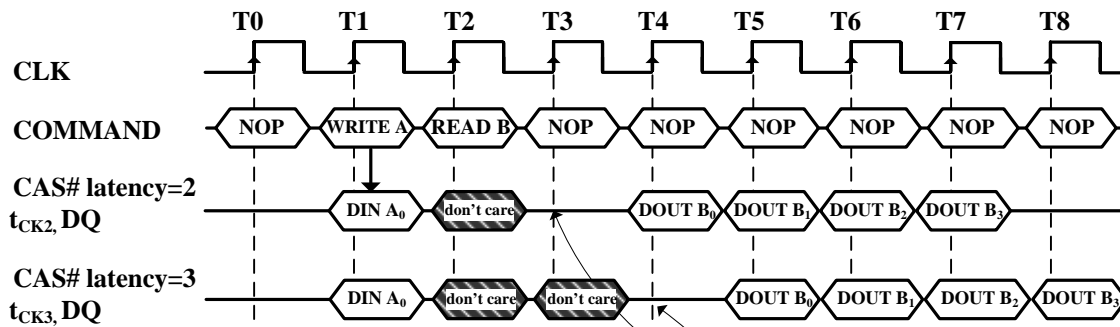 T0 T1 T2 T3 T4 T5 T6 T7 T8
CLK
COMMAND NOP WRITE A READ B NOP NOP NOP NOP NOP NOP
CAS# latency=2
tCK2, DQ DIN A0 don't care DOUT B0 DOUT B1 DOUT B2 DOUT B3
CAS# latency=3
tCK3, DQ DIN A0 don't care don't care DOUT B0 DOUT B1 DOUT B2 DOUT B3